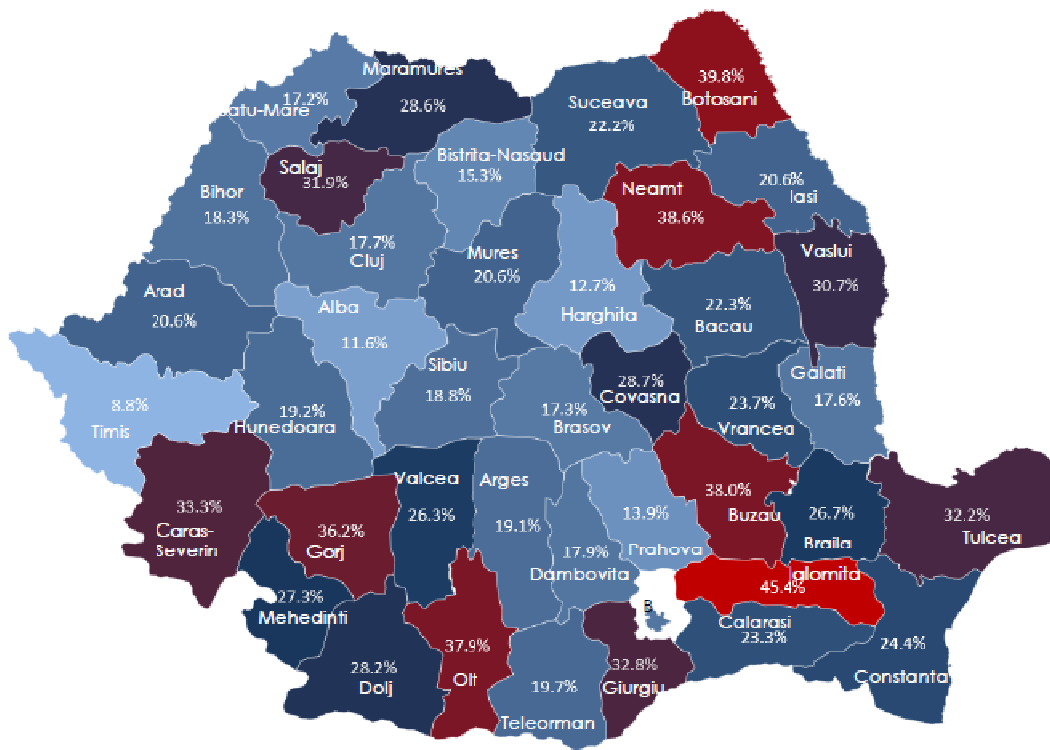 Maramures
28.6%
17.2%
atu-Mare
Suceava
22.2%
39.8%
Botosani
Salaj
31.9%
Bistrita-Nasaud
15.3%
Bihor
18.3%
Neamt
38.6%
20.6%
Iasi
17.7%
Cluj
Mures
20.6%
Vaslui
30.7%
Arad
20.6%
Alba
11.6%
12.7%
Harghita
22.3%
Bacau
Sibiu
18.8%
28.7%
Covasna
Galati
17.6%
8.8%
Timis
19.2%
Hunedoara
17.3%
Brasov
23.7%
Vrancea
Valcea
26.3%
Arges
19.1%
38.0%
Buzau
33.3%
Caras-
Severin
36.2%
Gorj
13.9%
Prahova
26.7%
Braila
32.2%
Tulcea
17.9%
Dambovita
glomita
45.4%
27.3%
Mehedinti
B
Calarasi
23.3%
24.4%
Constanta
28.2%
Dolj
37.9%
Olt
19.7%
Teleorman
32.8%
Giurgiu